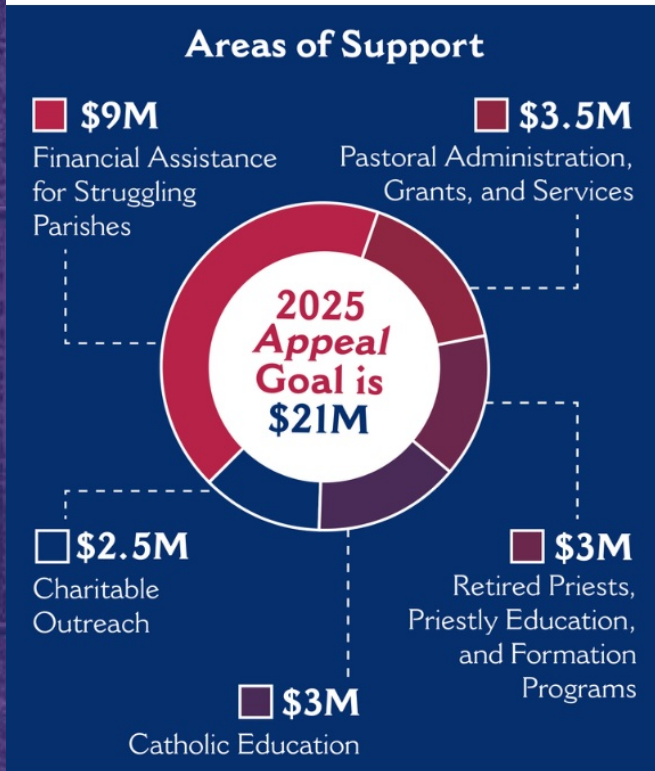 Areas of Support
$9M
Financial Assistance
for Struggling
Parishes
$3.5M
Pastoral Administration,
Grants, and Services
2025
Appeal
Goal is
$21M
$2.5M
Charitable
Outreach
$3M
Retired Priests,
Priestly Education,
and Formation
Programs
$3M
Catholic Education